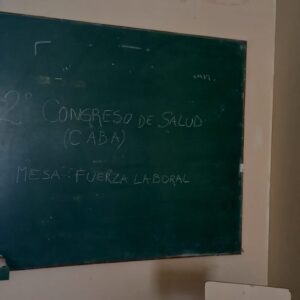 2° CONGRESO DE SALUD
(CABA)
MESA: FUERZA LABORAL